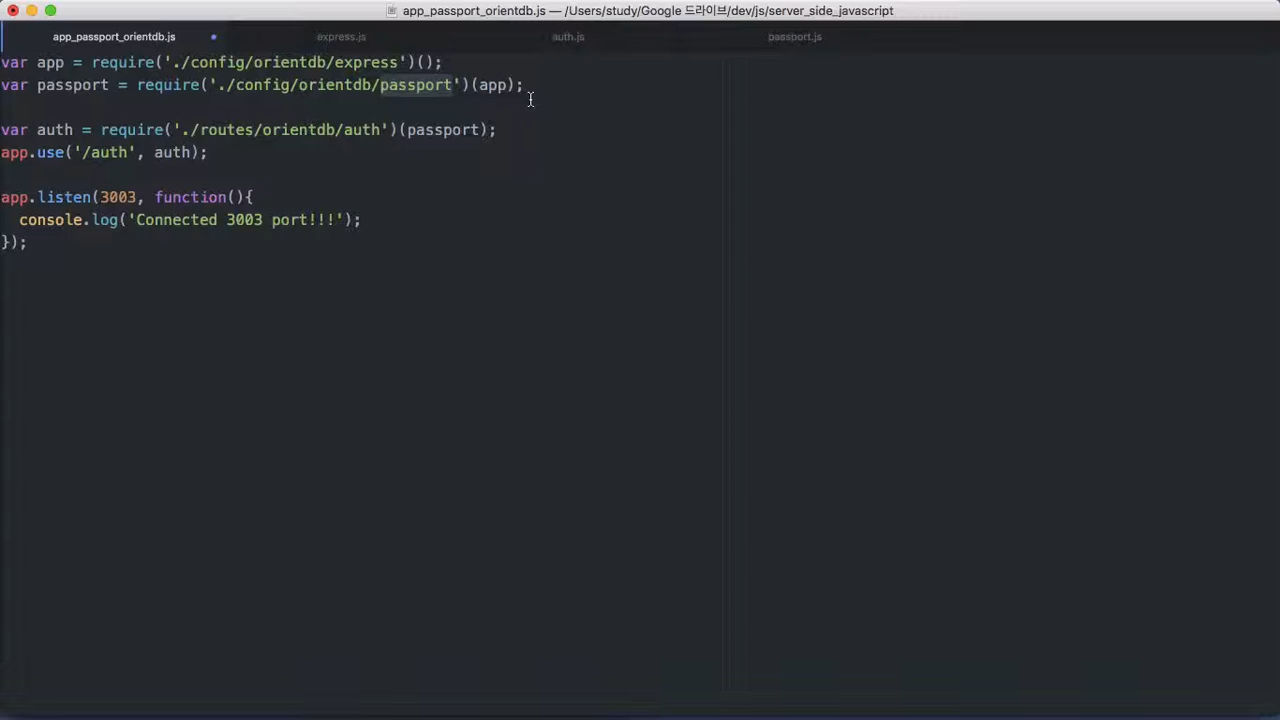 app_passport_orientdb.js — /Users/study/Google 드라이브/dev/js/server_side_javascript
app_passport_orientdb.js express.js auth.js passport.js
var app = require('./config/orientdb/express')();
var passport = require('./config/orientdb/passport')(app);
var auth = require('./routes/orientdb/auth')(passport);
app.use('/auth', auth);
app.listen(3003, function(){
  console.log('Connected 3003 port!!!');
});